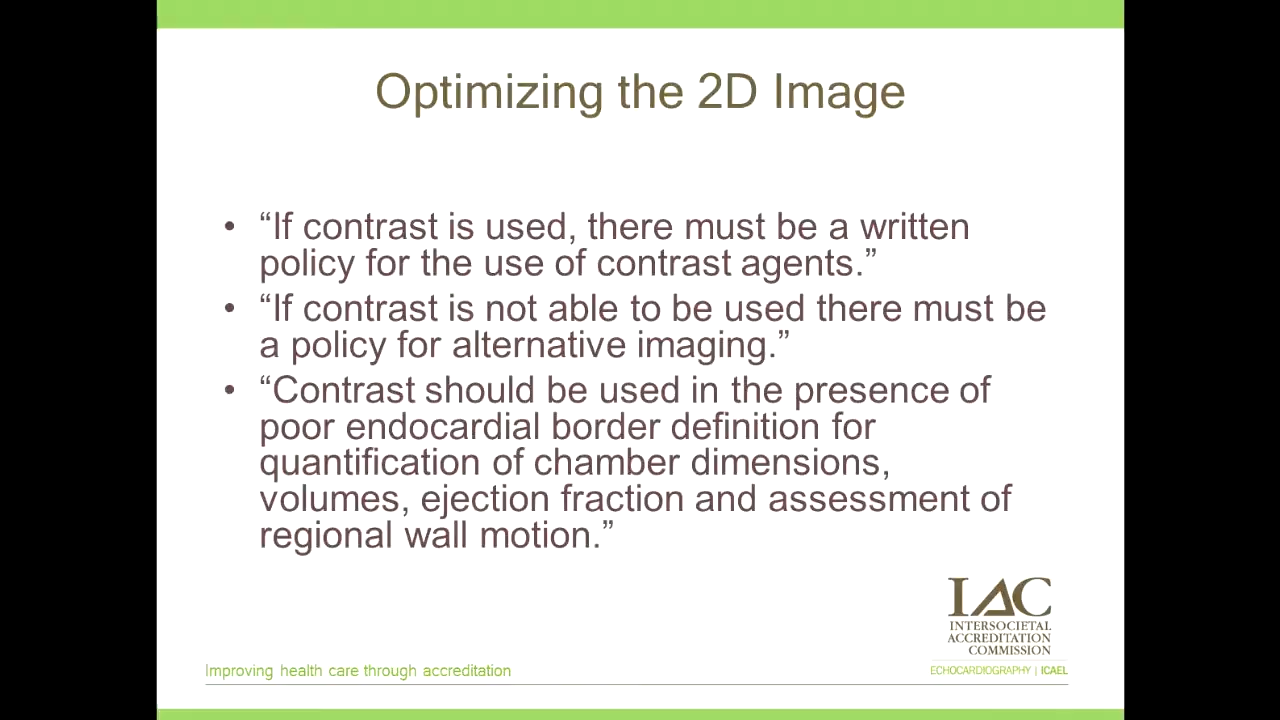 Optimizing the 2D Image
• “If contrast is used, there must be a written
policy for the use of contrast agents.”
• “If contrast is not able to be used there must be
a policy for alternative imaging.”
• “Contrast should be used in the presence of
poor endocardial border definition for
quantification of chamber dimensions,
volumes, ejection fraction and assessment of
regional wall motion.”
IAC
INTERSOCIETAL
ACCREDITATION
COMMISSION
ECHOCARDIOGRAPHY | ICAEL
Improving health care through accreditation